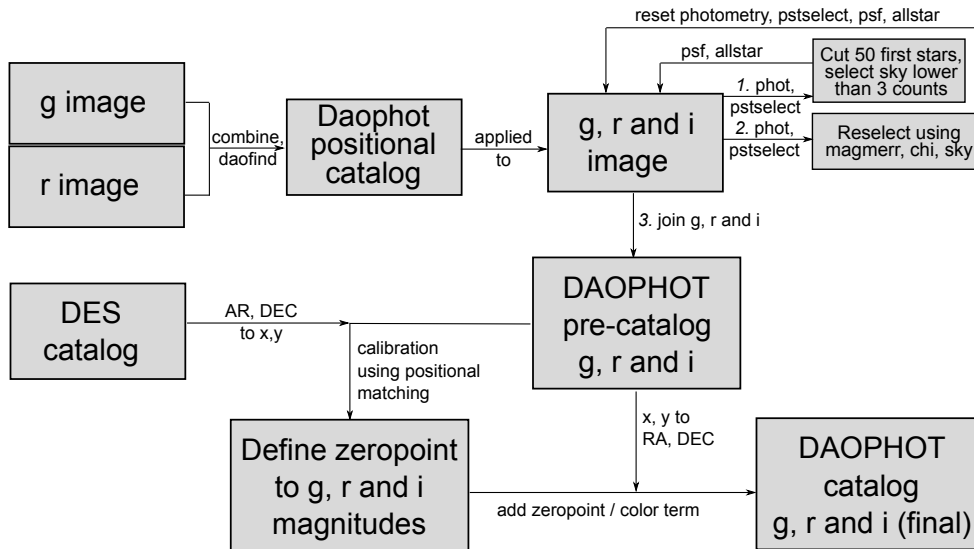 reset photometry, pstselect, psf, allstar
psf, allstar
Cut 50 first stars,
select sky lower
than 3 counts
g image
r image
combine,
daofind
Daophot
positional
catalog
applied
to
g, r and i
image
1. phot,
pstselect
2. phot,
pstselect
Reselect using
magmerr, chi, sky
3. join g, r and i
DES
catalog
AR, DEC
to x,y
DAOPHOT
pre-catalog
g, r and i
calibration
using positional
matching
x, y to
RA, DEC
Define zeropoint
to g, r and i
magnitudes
add zeropoint / color term
DAOPHOT
catalog
g, r and i (final)